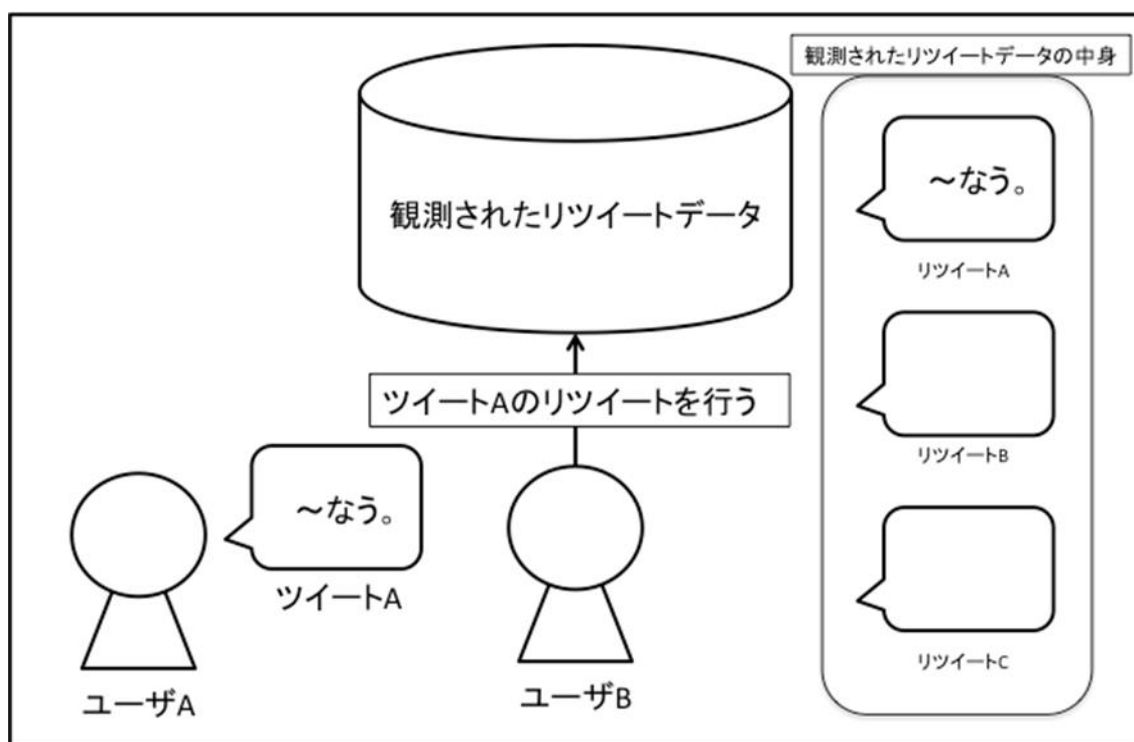 観測されたリツイートデータの中身
観測されたリツイートデータ
～なう。
リツイートA
ツイートAのリツイートを行う
リツイートB
～なう。
ツイートA
リツイートC
ユーザA
ユーザB